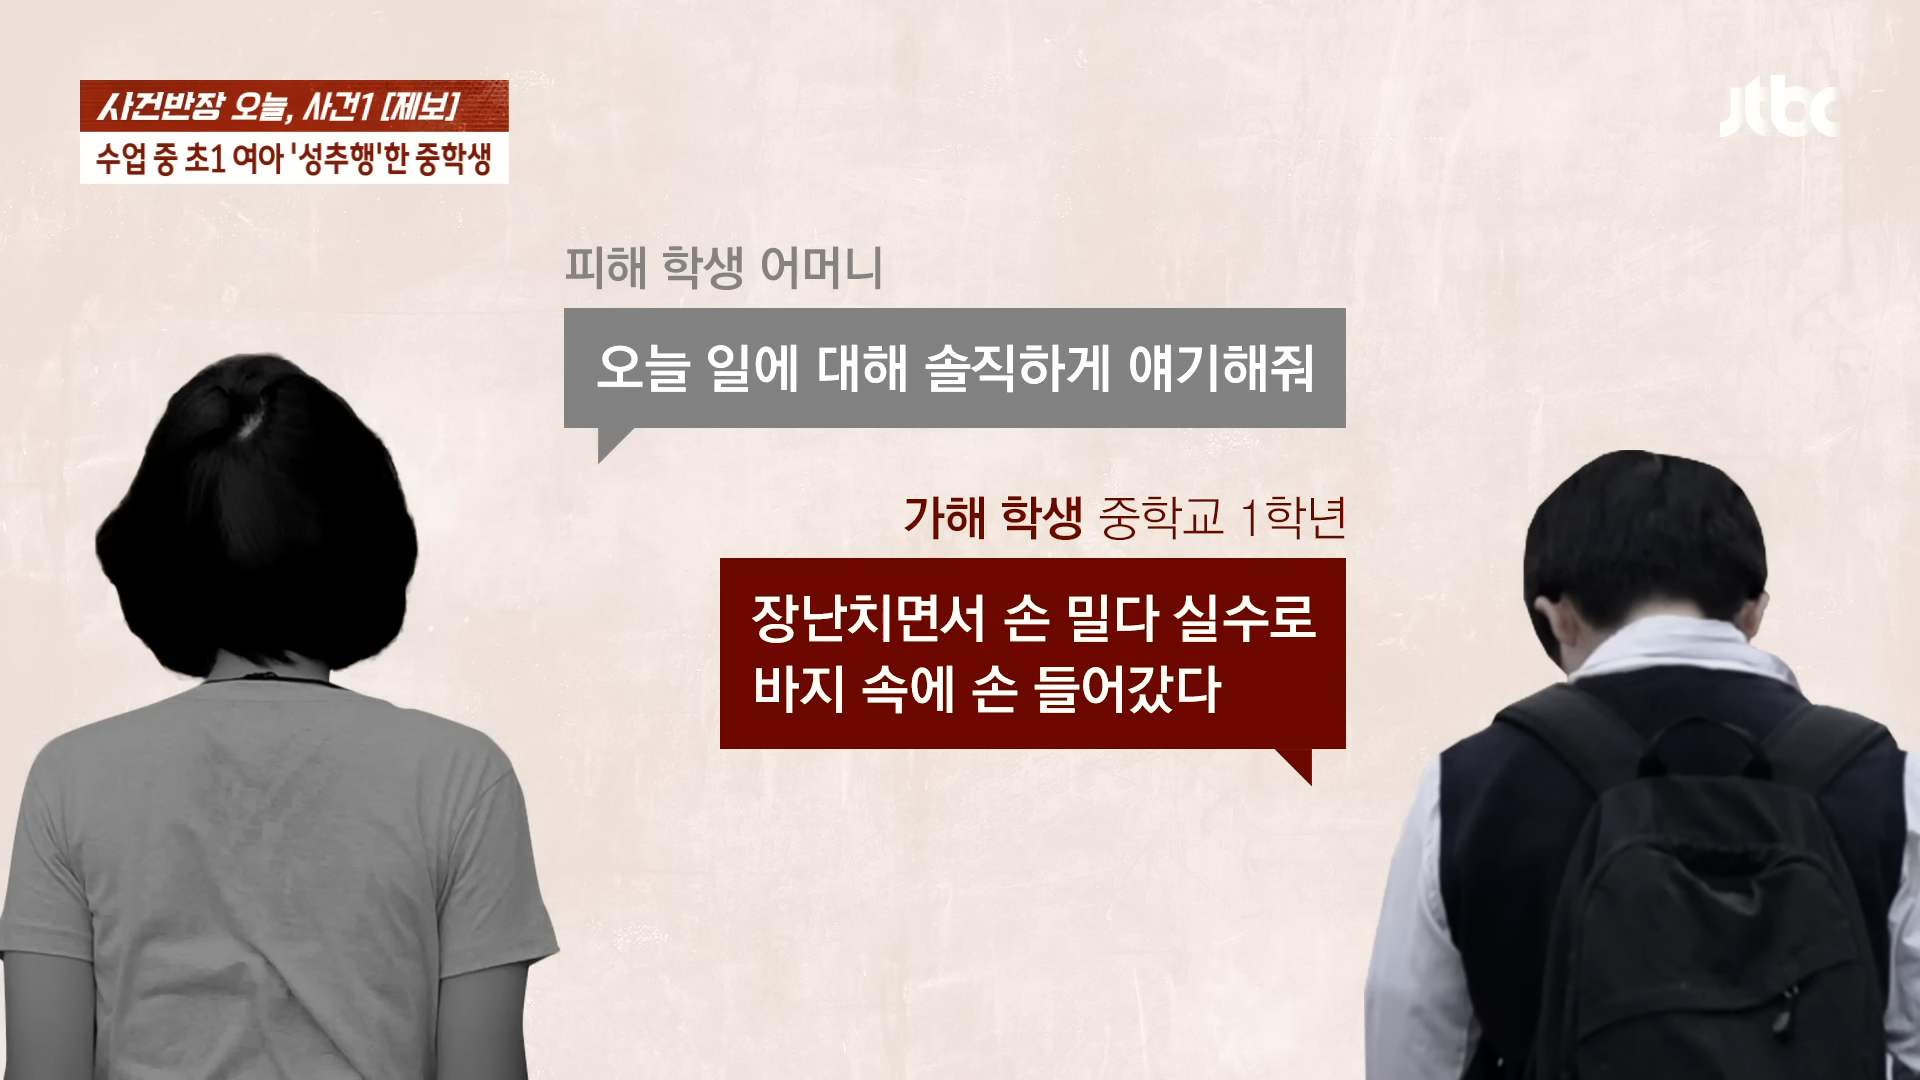 사건반장 오늘, 사건1 [제보]
수업 중 초1 여아 '성추행'한 중학생
jtbc
피해 학생 어머니
오늘 일에 대해 솔직하게 얘기해줘
가해 학생 중학교 1학년
장난치면서 손 밀다 실수로
바지 속에 손 들어갔다